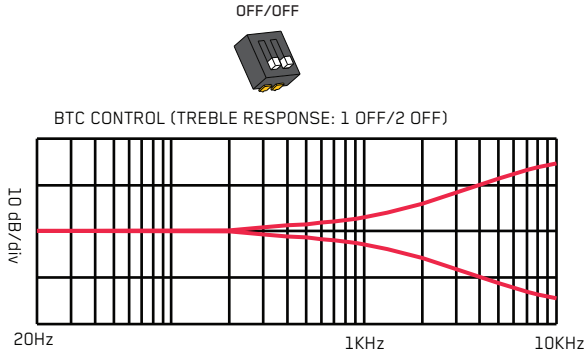 OFF/OFF
BTC CONTROL (TREBLE RESPONSE: 1 OFF/2 OFF)
10 dB/div
20Hz
1KHz
10KHz